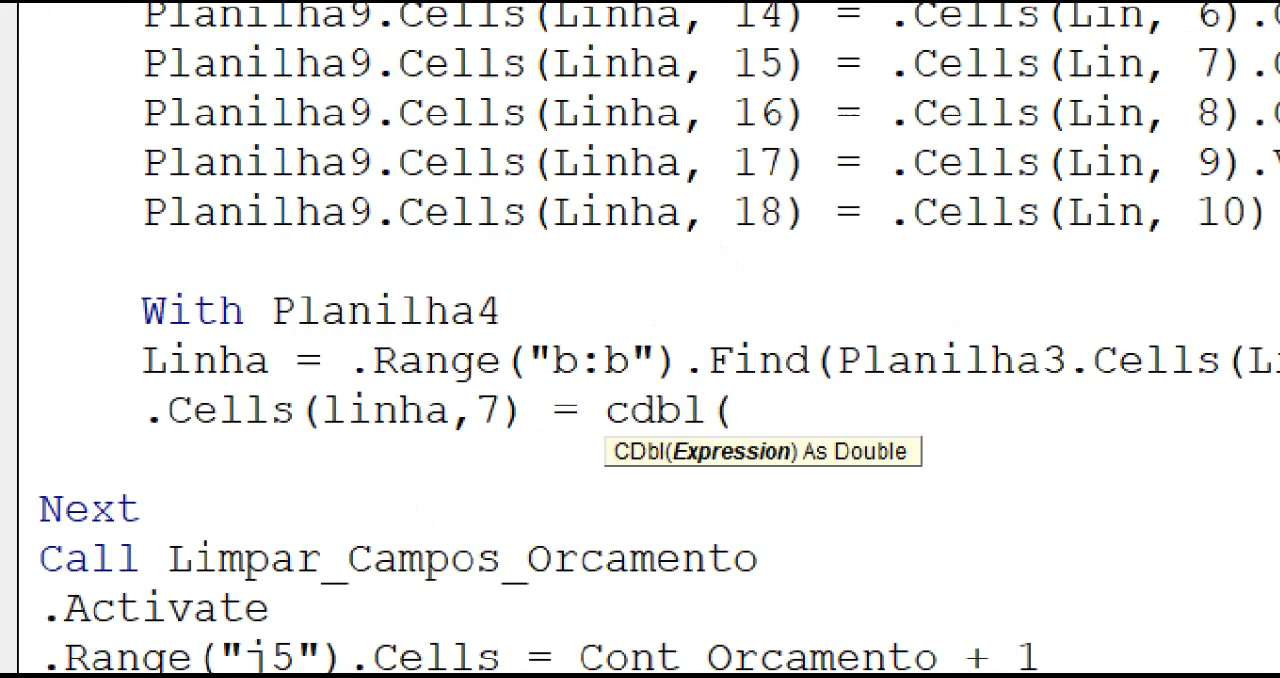 Planilha9.Cells(Linha, 14) = .Cells(Lin, 6).
Planilha9.Cells(Linha, 15) = .Cells(Lin, 7).
Planilha9.Cells(Linha, 16) = .Cells(Lin, 8).
Planilha9.Cells(Linha, 17) = .Cells(Lin, 9).
Planilha9.Cells(Linha, 18) = .Cells(Lin, 10)
With Planilha4
Linha = .Range("b:b").Find(Planilha3.Cells(Li
.Cells(linha,7) = cdbl(
CDbl(Expression) As Double
Next
Call Limpar_Campos_Orcamento
.Activate
.Range("j5").Cells = Cont_Orcamento + 1